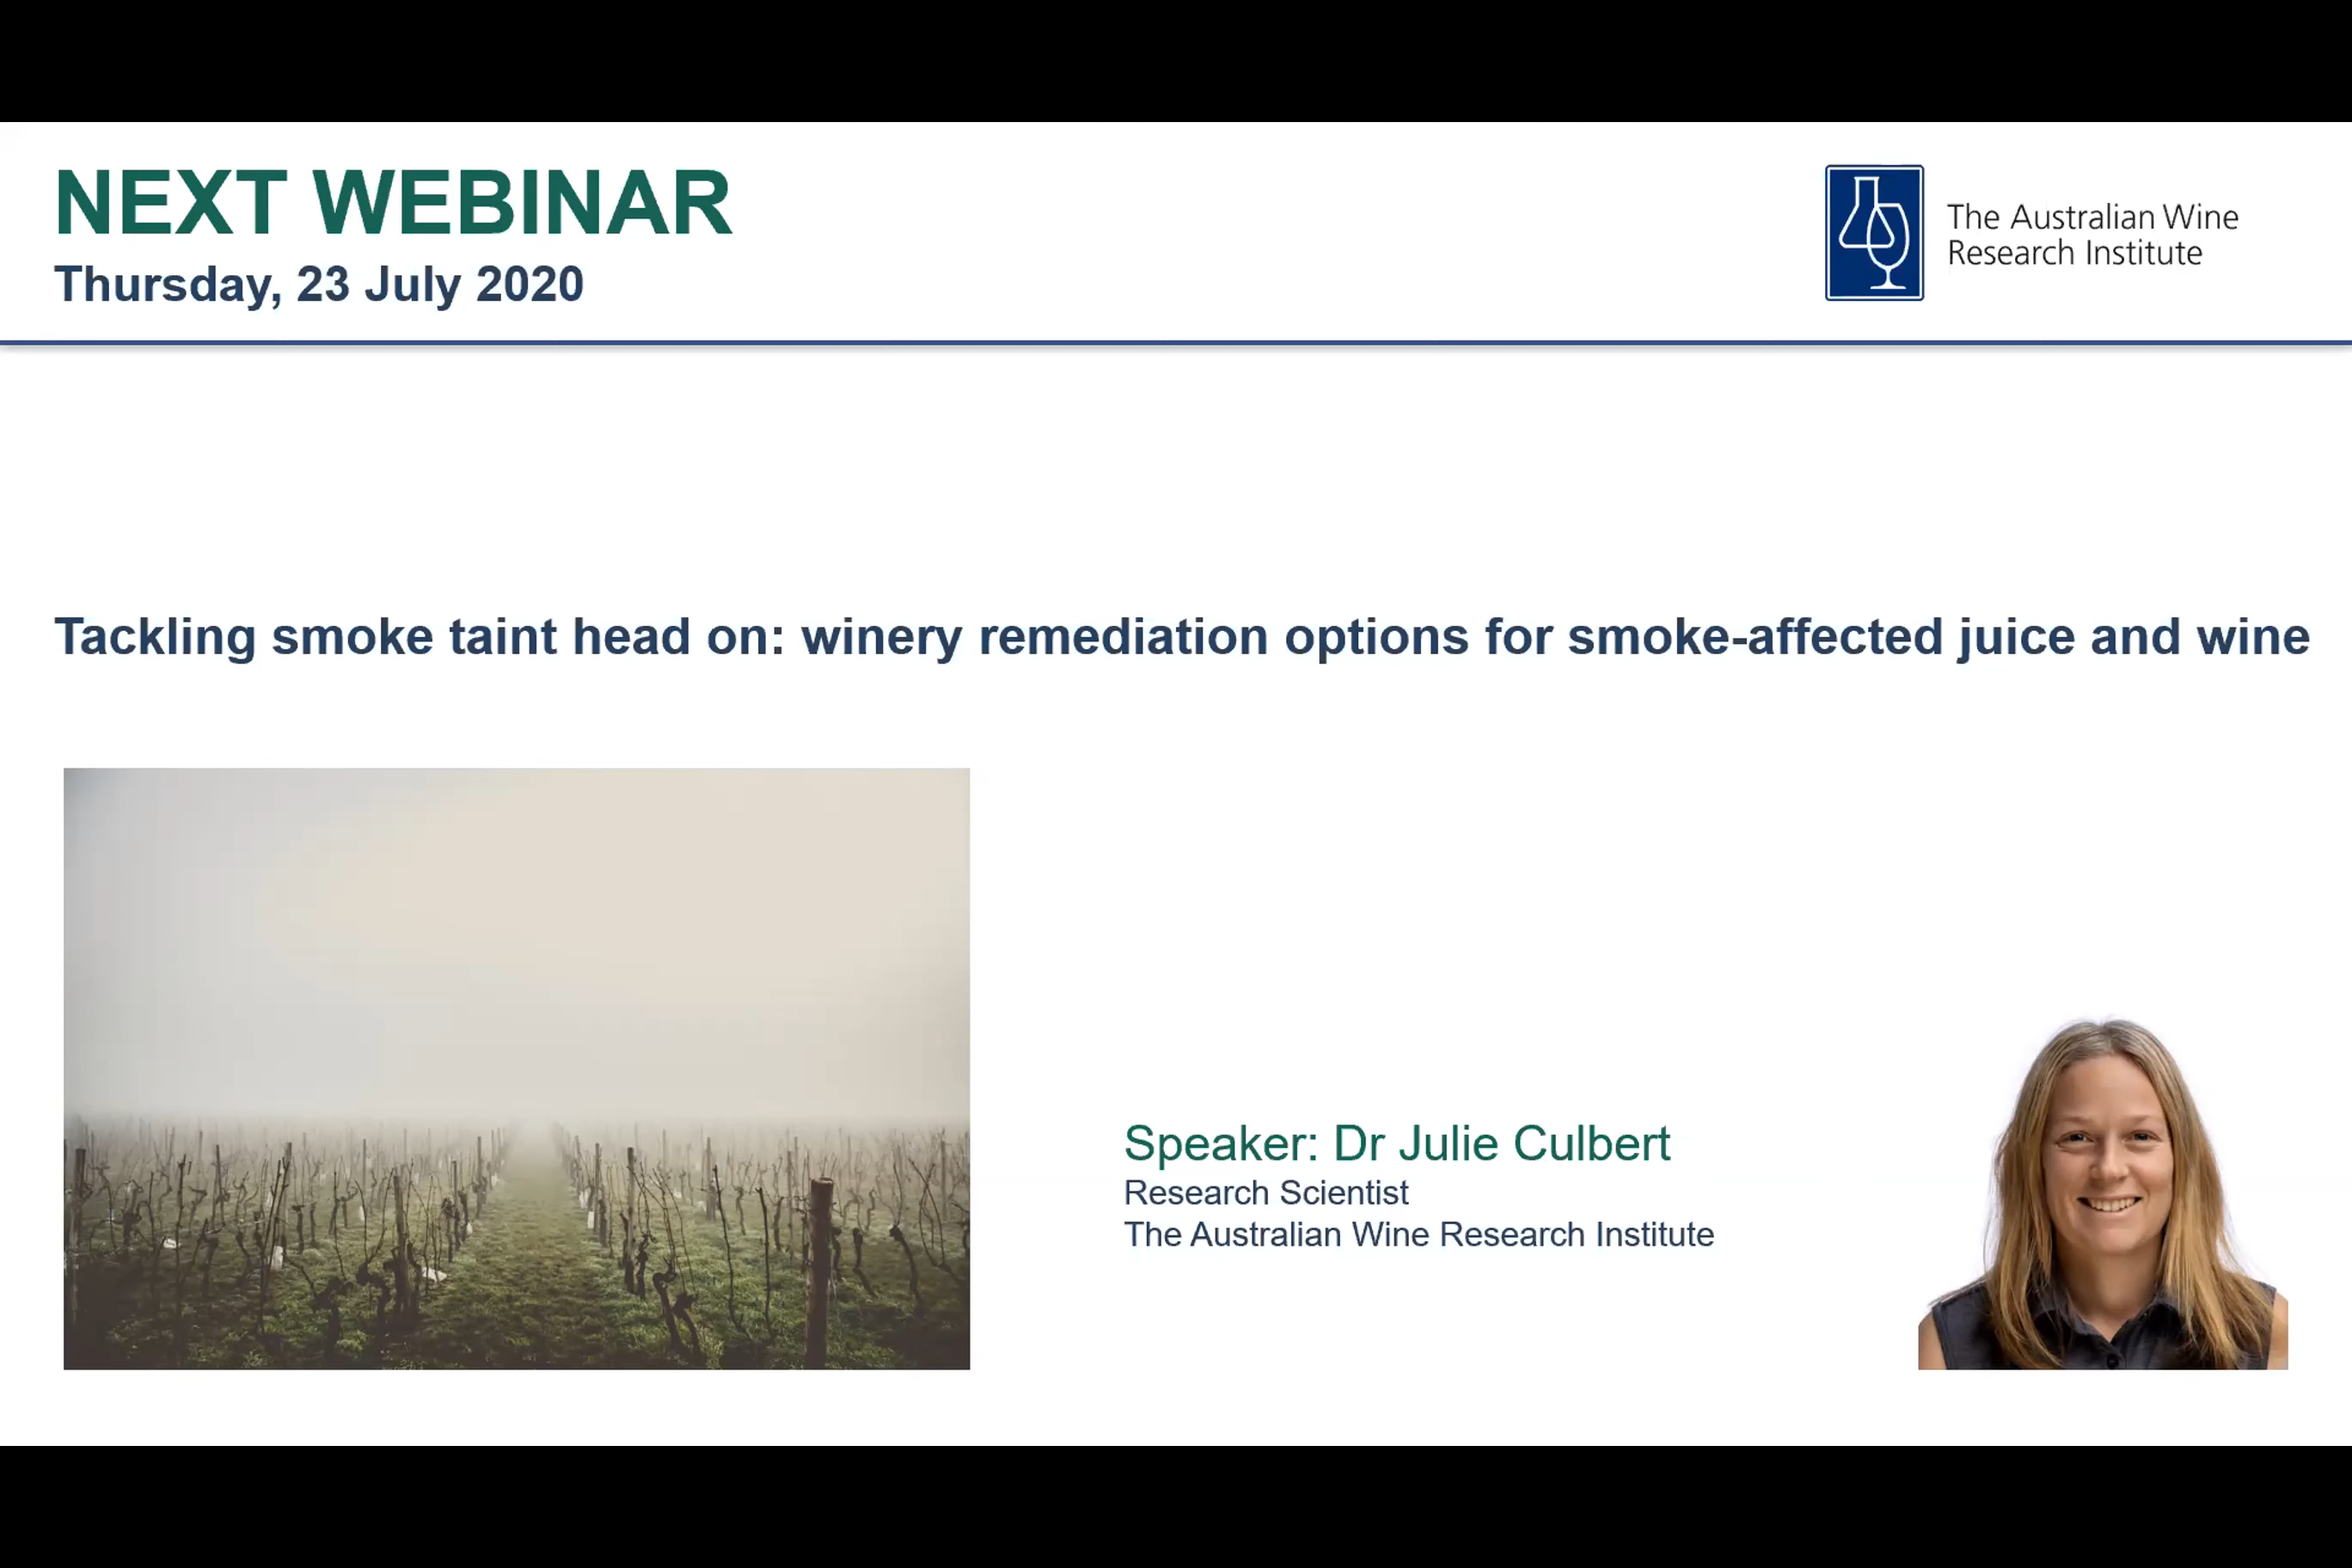 NEXT WEBINAR
Thursday, 23 July 2020
The Australian Wine
Research Institute
Tackling smoke taint head on: winery remediation options for smoke-affected juice and wine
Speaker: Dr Julie Culbert
Research Scientist
The Australian Wine Research Institute